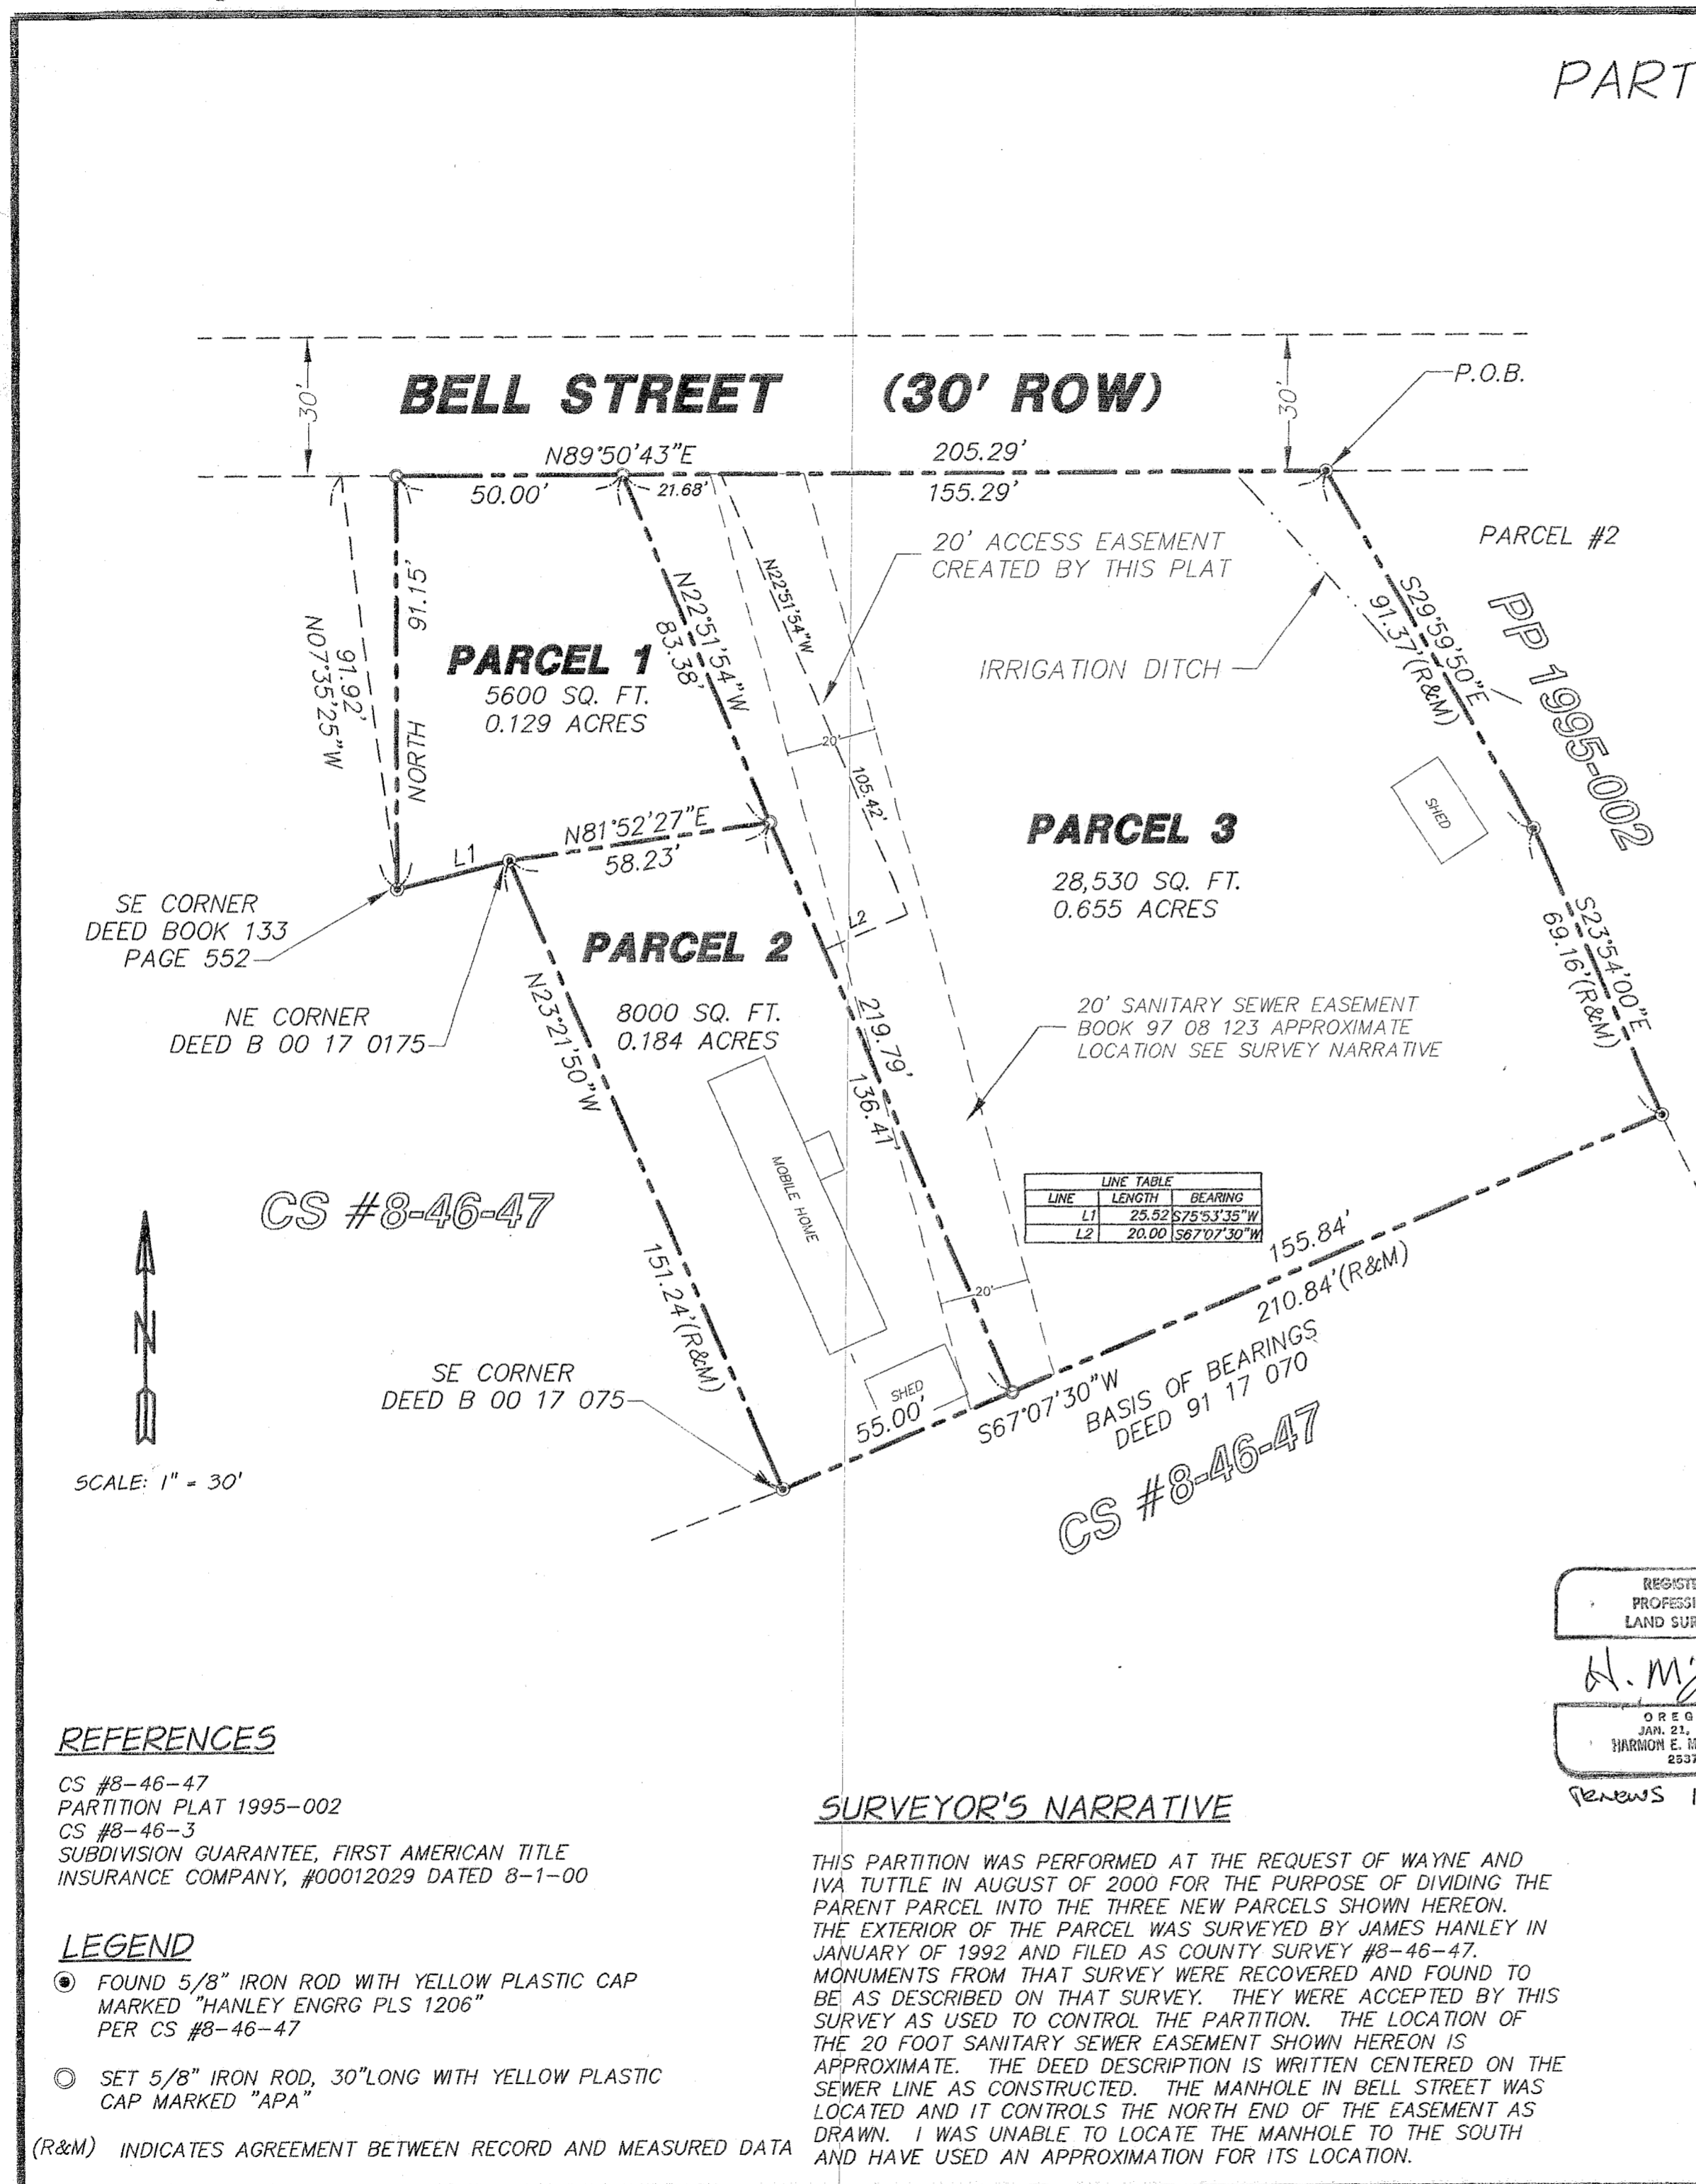 PART
BELL STREET (30' ROW)
30'
30'
P.O.B.
N89°50'43"E
205.29'
50.00'
21.68'
155.29'
20' ACCESS EASEMENT
CREATED BY THIS PLAT
PARCEL #2
91.15'
NORTH
91.92'
N07°35'25"W
PARCEL 1
5600 SQ. FT.
0.129 ACRES
N22°51'54"W
83.38'
N22°51'54"W
20'
105.42'
IRRIGATION DITCH
S29°59'50"E
91.37'(R&M)
PP 1995-002
SHED
PARCEL 3
28,530 SQ. FT.
0.655 ACRES
L1
N81°52'27"E
58.23'
L2
SE CORNER
DEED BOOK 133
PAGE 552
PARCEL 2
8000 SQ. FT.
0.184 ACRES
S23°54'00"E
69.16'(R&M)
NE CORNER
DEED B 00 17 0175
N23°21'50"W
151.24'(R&M)
219.79'
136.41'
20' SANITARY SEWER EASEMENT
BOOK 97 08 123 APPROXIMATE
LOCATION SEE SURVEY NARRATIVE
MOBILE HOME
CS #8-46-47
LINE TABLE
LINE LENGTH BEARING
L1 25.52 S75°53'35"W
L2 20.00 S67°07'30"W
155.84'
210.84'(R&M)
20'
SHED
55.00'
S67°07'30"W
BASIS OF BEARINGS
DEED 91 17 070
CS #8-46-47
SE CORNER
DEED B 00 17 075
N
SCALE: 1" = 30'
REGISTE
PROFESSI
LAND SUR
H. M
OREG
JAN. 21,
HARMON E. M
2537
RENEWS 1
REFERENCES
CS #8-46-47
PARTITION PLAT 1995-002
CS #8-46-3
SUBDIVISION GUARANTEE, FIRST AMERICAN TITLE
INSURANCE COMPANY, #00012029 DATED 8-1-00
LEGEND
FOUND 5/8" IRON ROD WITH YELLOW PLASTIC CAP
MARKED "HANLEY ENGRG PLS 1206"
PER CS #8-46-47
SET 5/8" IRON ROD, 30"LONG WITH YELLOW PLASTIC
CAP MARKED "APA"
(R&M) INDICATES AGREEMENT BETWEEN RECORD AND MEASURED DATA
SURVEYOR'S NARRATIVE
THIS PARTITION WAS PERFORMED AT THE REQUEST OF WAYNE AND
IVA TUTTLE IN AUGUST OF 2000 FOR THE PURPOSE OF DIVIDING THE
PARENT PARCEL INTO THE THREE NEW PARCELS SHOWN HEREON.
THE EXTERIOR OF THE PARCEL WAS SURVEYED BY JAMES HANLEY IN
JANUARY OF 1992 AND FILED AS COUNTY SURVEY #8-46-47.
MONUMENTS FROM THAT SURVEY WERE RECOVERED AND FOUND TO
BE AS DESCRIBED ON THAT SURVEY. THEY WERE ACCEPTED BY THIS
SURVEY AS USED TO CONTROL THE PARTITION. THE LOCATION OF
THE 20 FOOT SANITARY SEWER EASEMENT SHOWN HEREON IS
APPROXIMATE. THE DEED DESCRIPTION IS WRITTEN CENTERED ON THE
SEWER LINE AS CONSTRUCTED. THE MANHOLE IN BELL STREET WAS
LOCATED AND IT CONTROLS THE NORTH END OF THE EASEMENT AS
DRAWN. I WAS UNABLE TO LOCATE THE MANHOLE TO THE SOUTH
AND HAVE USED AN APPROXIMATION FOR ITS LOCATION.